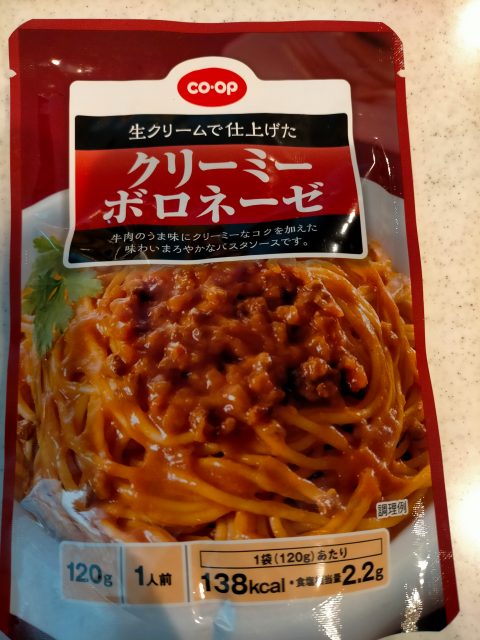 CO·OP
生クリームで仕上げた
クリーミー
ボロネーゼ
牛肉のうま味にクリーミーなコクを加えた
味わいまろやかなパスタソースです。
調理例
120g
1人前
1袋(120g)あたり
138kcal・食塩相当量2.2g